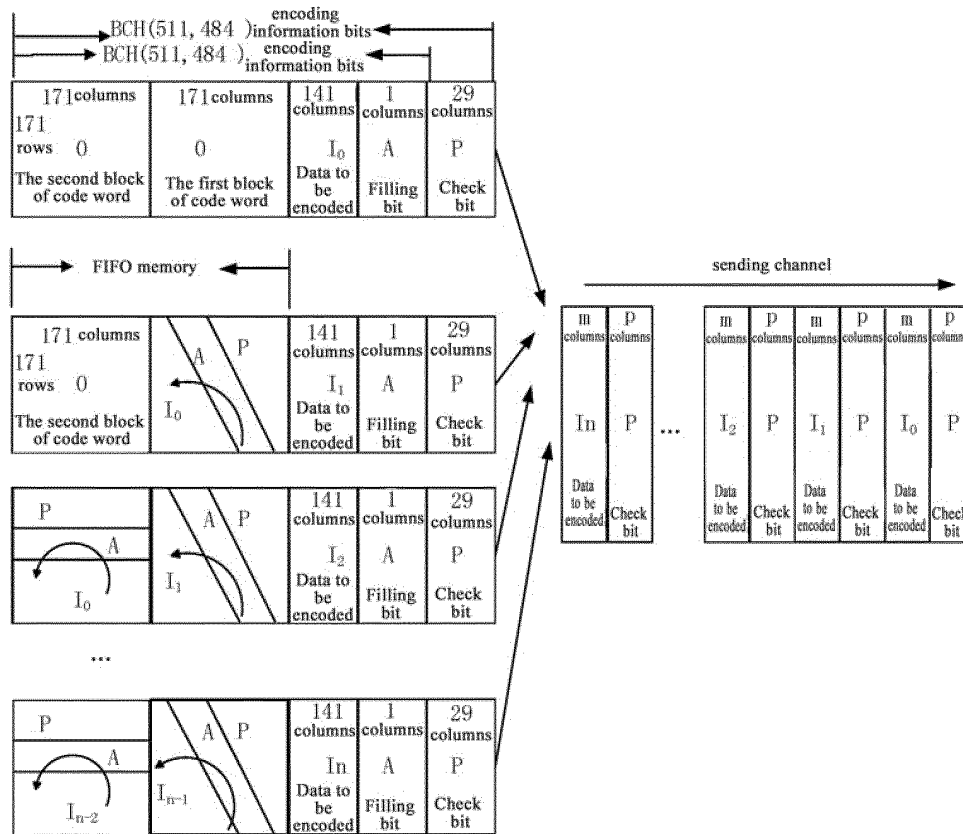 encoding
BCH(511, 484 ) information bits
encoding
BCH(511, 484 ) information bits
171 columns 171 columns 141 columns 1 columns 29 columns
171
rows 0 0 I₀ A P
The second block of code word The first block of code word Data to be encoded Filling bit Check bit
FIFO memory
sending channel
171 columns A P 141 columns 1 columns 29 columns
171
rows 0 I₀ I₁ A P
The second block of code word Data to be encoded Filling bit Check bit
P A I₀ A P I₁ 141 columns 1 columns 29 columns
I₂ A P
Data to be encoded Filling bit Check bit
...
P A Iₙ₋₂ A P Iₙ₋₁ 141 columns 1 columns 29 columns
In A P
Data to be encoded Filling bit Check bit
m columns p columns m columns p columns m columns p columns m columns p column
In P ... I₂ P I₁ P I₀ P
Data to be encoded Check bit Data to be encoded Check bit Data to be encoded Check bit Data to be encoded Check bit